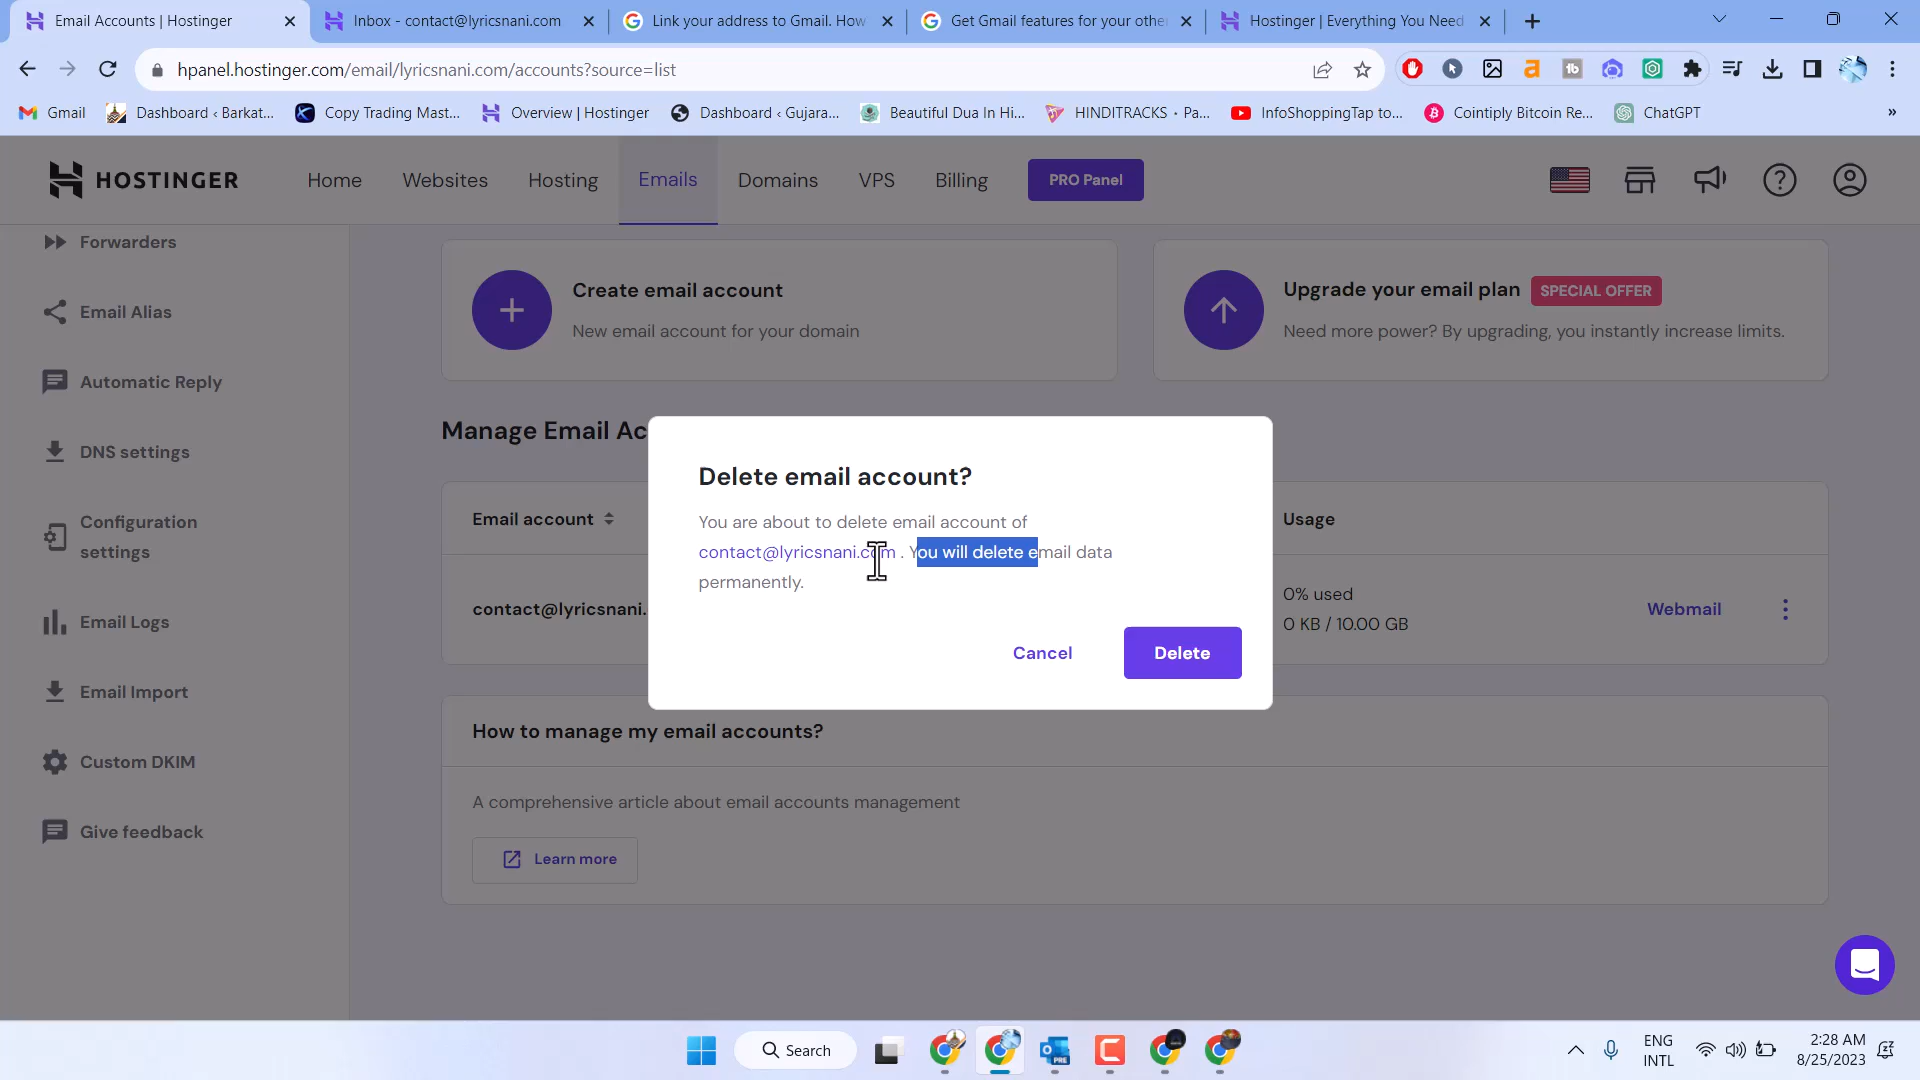 Email Accounts | Hostinger
Inbox - contact@lyricsnani.com
Link your address to Gmail. How
Get Gmail features for your othe
Hostinger | Everything You Need
hpanel.hostinger.com/email/lyricsnani.com/accounts?source=list
Gmail
Dashboard ‹ Barkat...
Copy Trading Mast...
Overview | Hostinger
Dashboard ‹ Gujara...
Beautiful Dua In Hi...
HINDITRACKS • Pa...
InfoShoppingTap to...
Cointiply Bitcoin Re...
ChatGPT
»
HOSTINGER
Home
Websites
Hosting
Emails
Domains
VPS
Billing
PRO Panel
Forwarders
Email Alias
Automatic Reply
DNS settings
Configuration
settings
Email Logs
Email Import
Custom DKIM
Give feedback
Create email account
New email account for your domain
Upgrade your email plan SPECIAL OFFER
Need more power? By upgrading, you instantly increase limits.
Manage Email Ac
Email account
Usage
contact@lyricsnani.
0% used
0 KB / 10.00 GB
Webmail
Delete email account?
You are about to delete email account of
contact@lyricsnani.com . You will delete email data
permanently.
Cancel
Delete
How to manage my email accounts?
A comprehensive article about email accounts management
Learn more
Search
ENG
INTL
2:28 AM
8/25/2023